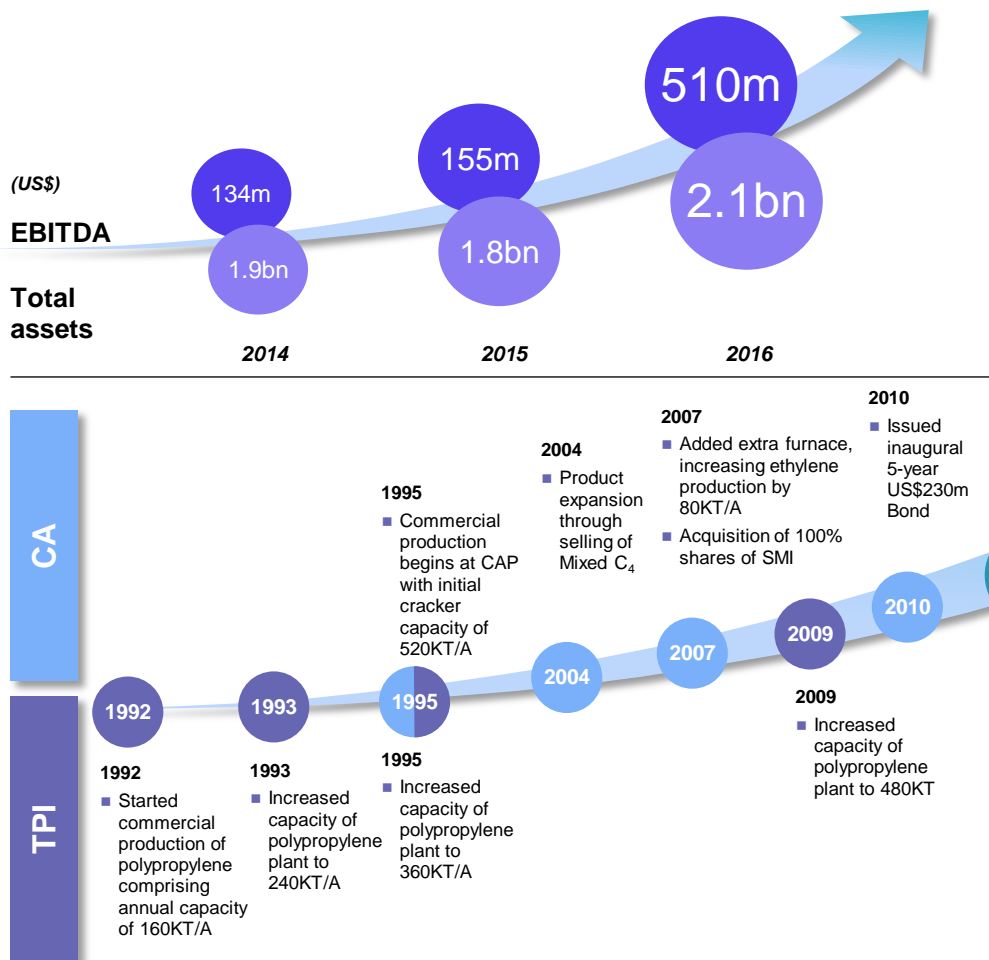 510m
155m
134m
(US$)
EBITDA
2.1bn
1.8bn
1.9bn
Total
assets
2014
2015
2016
CA
1995
Commercial
production
begins at CAP
with initial
cracker
capacity of
520KT/A
2004
Product
expansion
through
selling of
Mixed C₄
2007
Added extra furnace,
increasing ethylene
production by
80KT/A
Acquisition of 100%
shares of SMI
2010
Issued
inaugural
5-year
US$230m
Bond
1992
1993
1995
2004
2007
2009
2010
TPI
1992
Started
commercial
production of
polypropylene
comprising
annual capacity
of 160KT/A
1993
Increased
capacity of
polypropylene
plant to
240KT/A
1995
Increased
capacity of
polypropylene
plant to
360KT/A
2009
Increased
capacity of
polypropylene
plant to 480KT